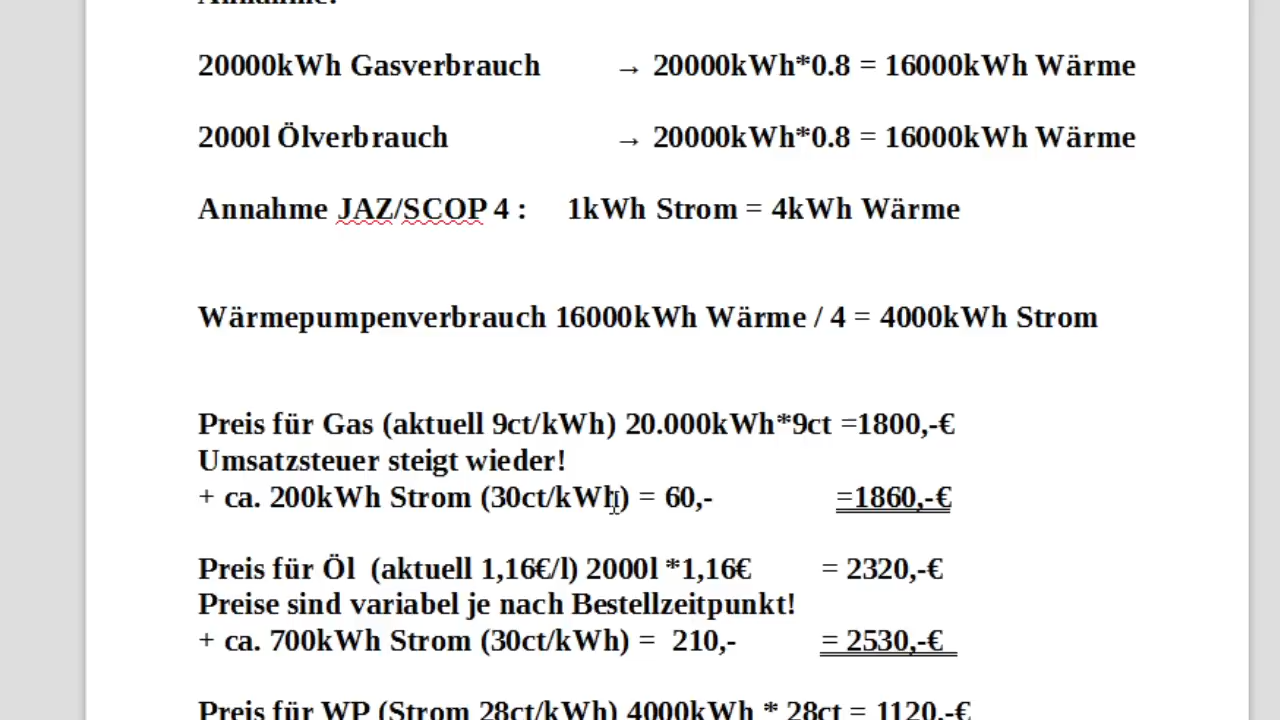 Annahme:
20000kWh Gasverbrauch → 20000kWh*0.8 = 16000kWh Wärme
2000l Ölverbrauch → 20000kWh*0.8 = 16000kWh Wärme
Annahme JAZ/SCOP 4 : 1kWh Strom = 4kWh Wärme
Wärmepumpenverbrauch 16000kWh Wärme / 4 = 4000kWh Strom
Preis für Gas (aktuell 9ct/kWh) 20.000kWh*9ct =1800,-€
Umsatzsteuer steigt wieder!
+ ca. 200kWh Strom (30ct/kWh) = 60,- =1860,-€
Preis für Öl (aktuell 1,16€/l) 2000l *1,16€ = 2320,-€
Preise sind variabel je nach Bestellzeitpunkt!
+ ca. 700kWh Strom (30ct/kWh) = 210,- = 2530,-€
Preis für WP (Strom 28ct/kWh) 4000kWh * 28ct = 1120,-€